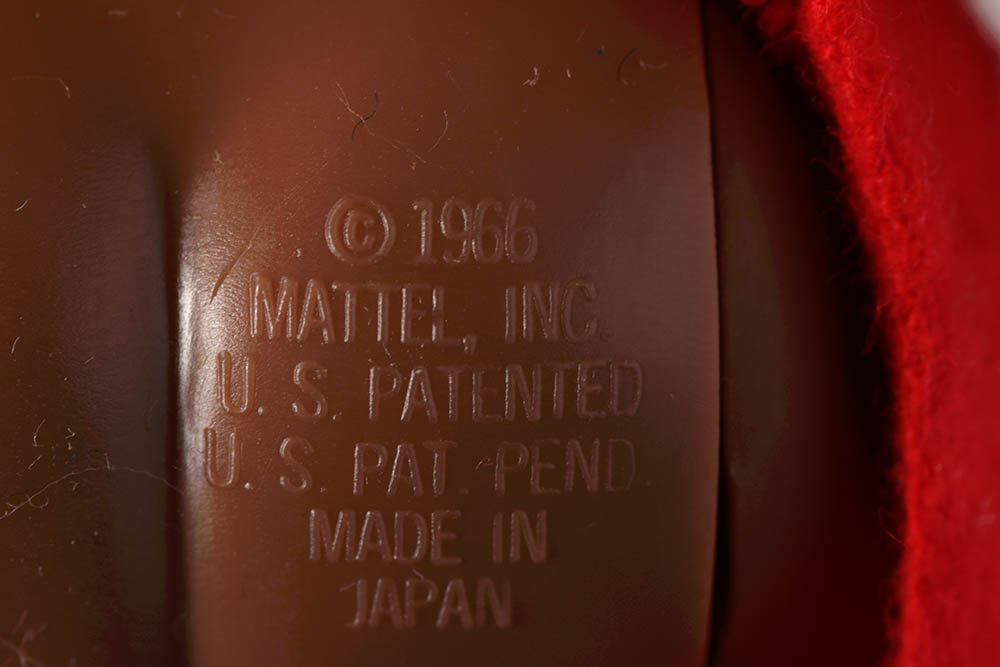 © 1966
MATTEL, INC.
U. S. PATENTED
U. S. PAT. PEND.
MADE IN
JAPAN